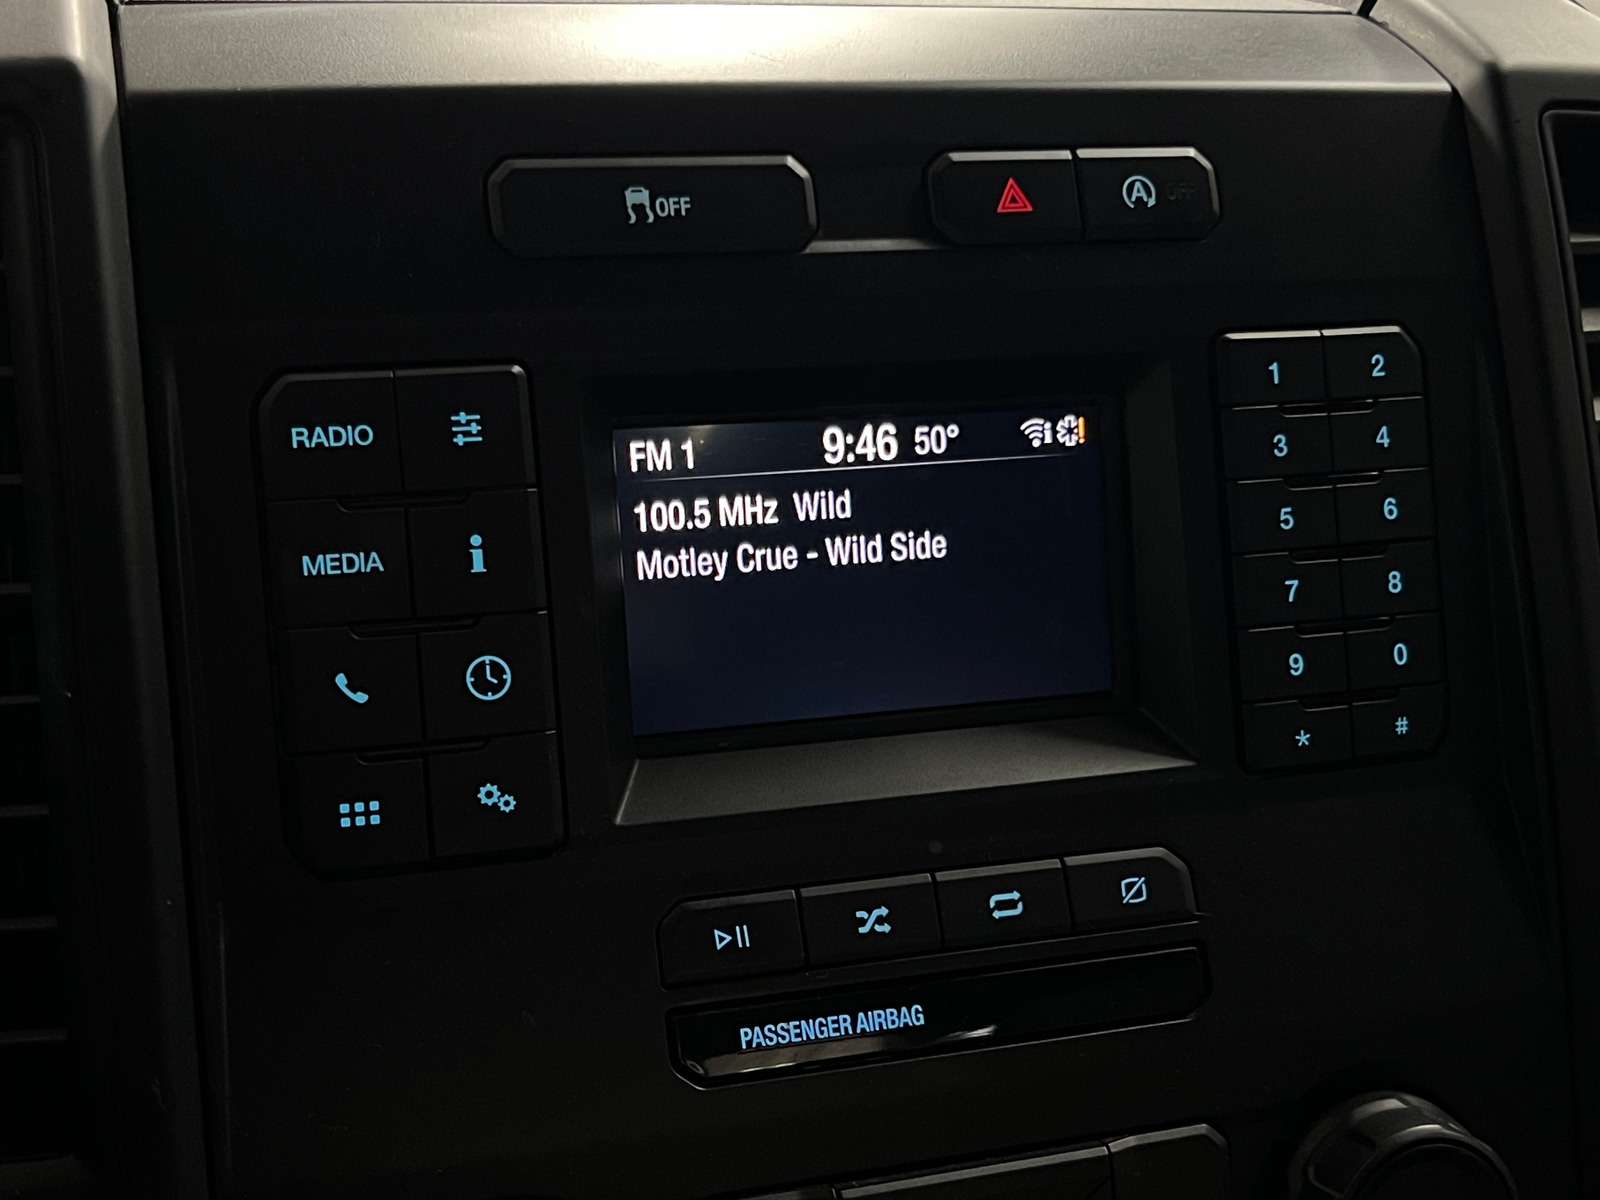 OFF
A OFF
FM 1 9:46 50°
100.5 MHz Wild
Motley Crue - Wild Side
RADIO
MEDIA
i
1 2
3 4
5 6
7 8
9 0
* #
PASSENGER AIRBAG